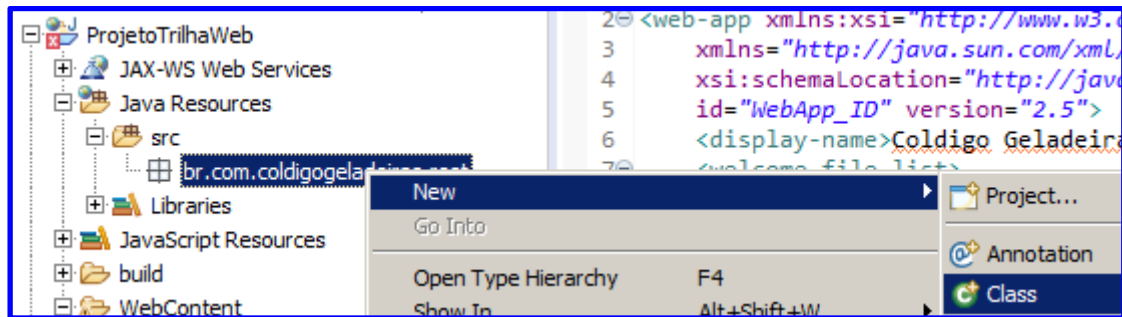 ProjetoTrilhaWeb
JAX-WS Web Services
Java Resources
src
br.com.coldigogela
Libraries
JavaScript Resources
build
WebContent
2 <web-app xmlns:xsi="http://www.w3.
3 xmlns="http://java.sun.com/xml/
4 xsi:schemaLocation="http://java
5 id="WebApp_ID" version="2.5">
6 <display-name>Coldigo Geladeira
7 <welcome-file-list>
New
Go Into
Open Type Hierarchy F4
Show In Alt+Shift+W
Project...
Annotation
Class